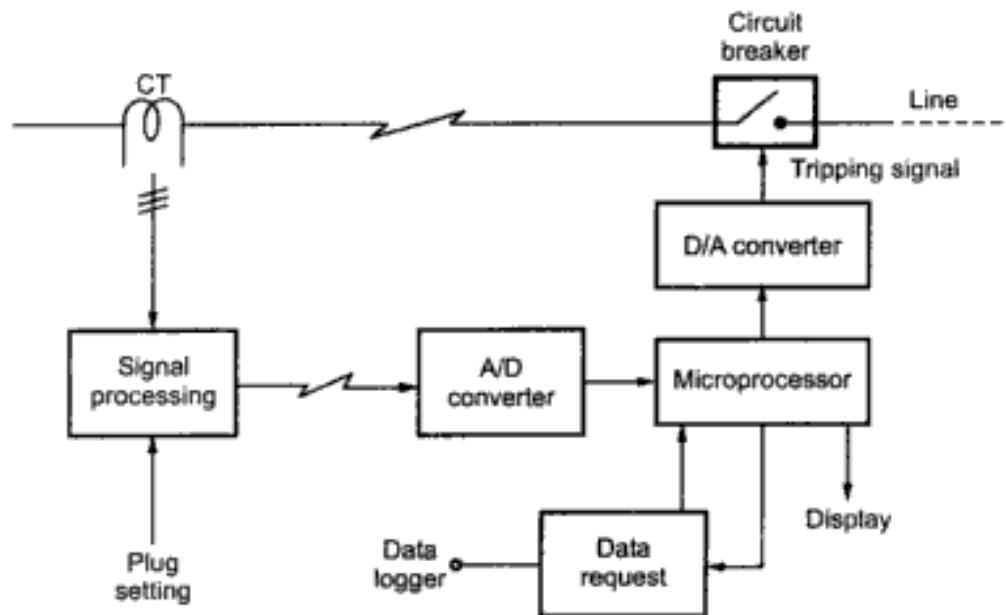 Circuit
breaker
CT
Line
Tripping signal
D/A converter
Signal
processing
A/D
converter
Microprocessor
Display
Plug
setting
Data
logger
Data
request